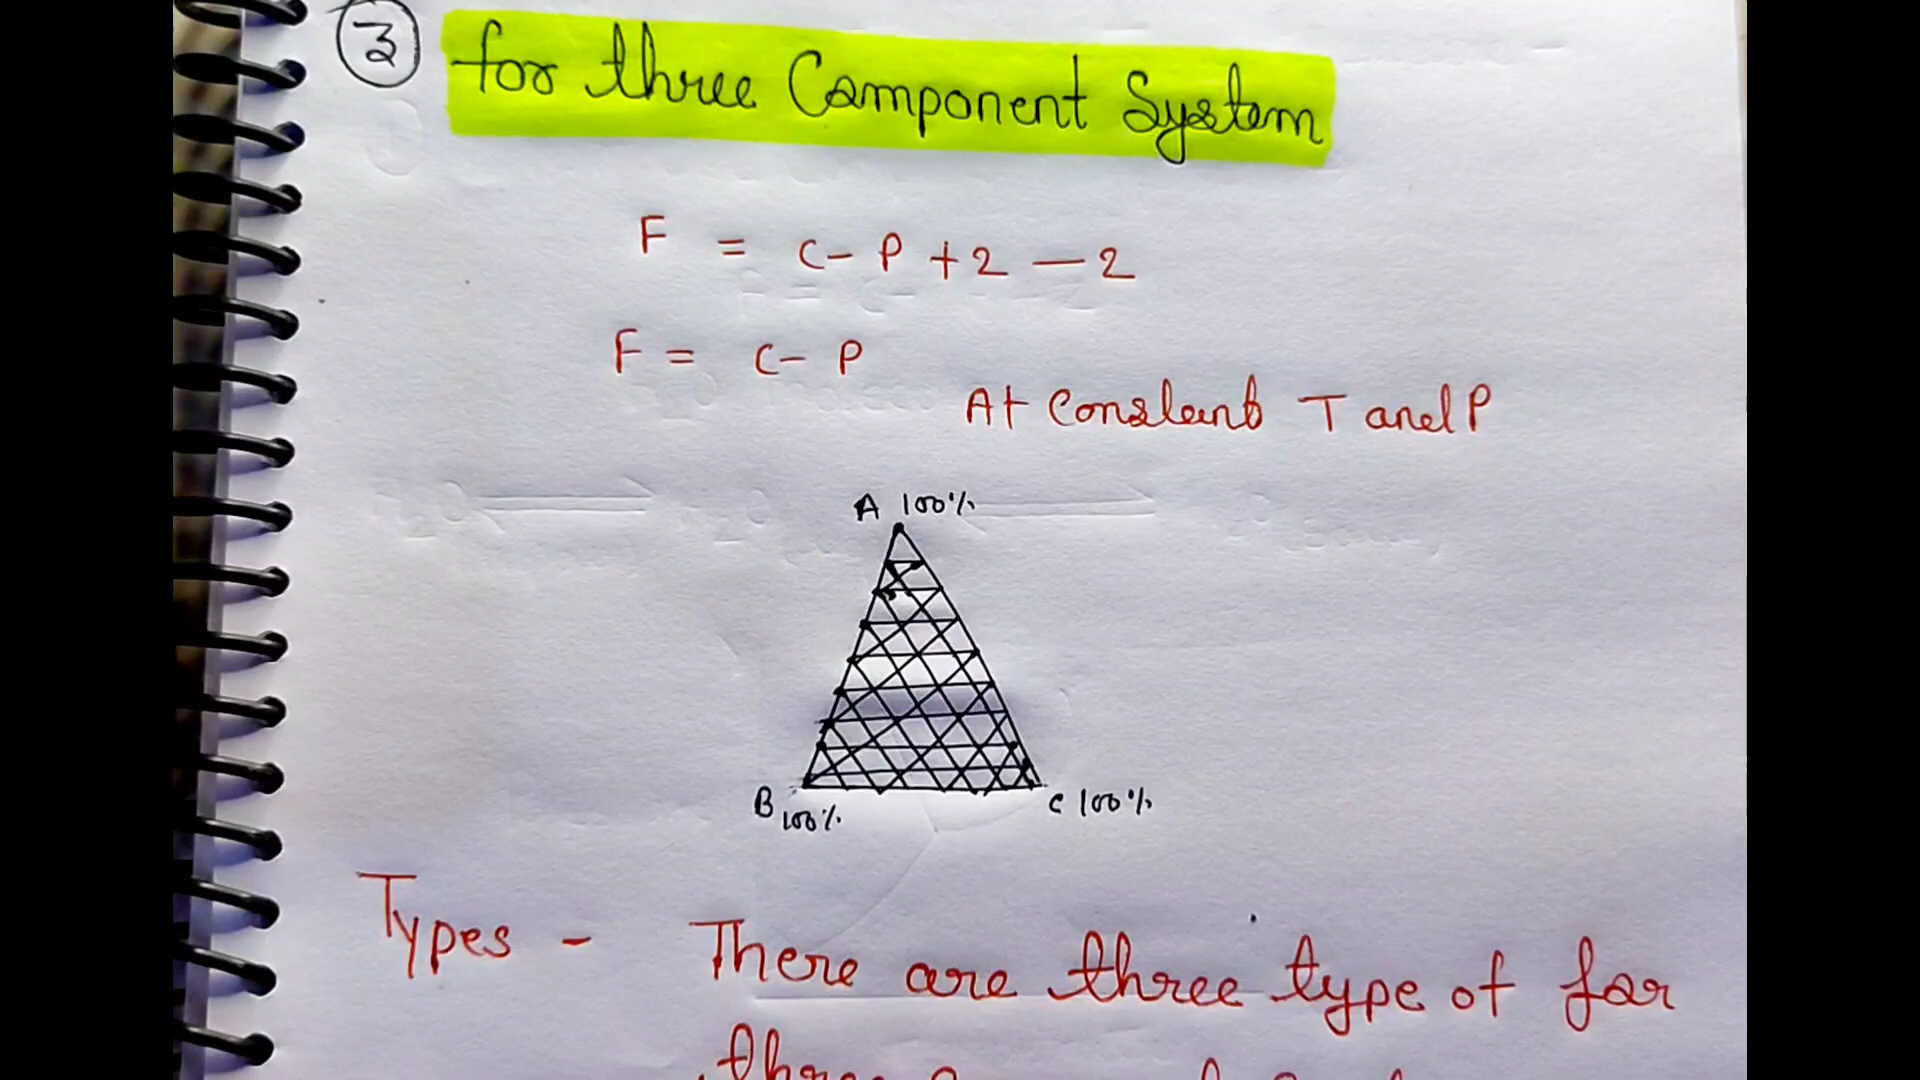 3 for three Component System
F = C - P + 2 - 2
F = C - P
At Constant T and P
A 100%
B 100%
C 100%
Types - There are three type of for